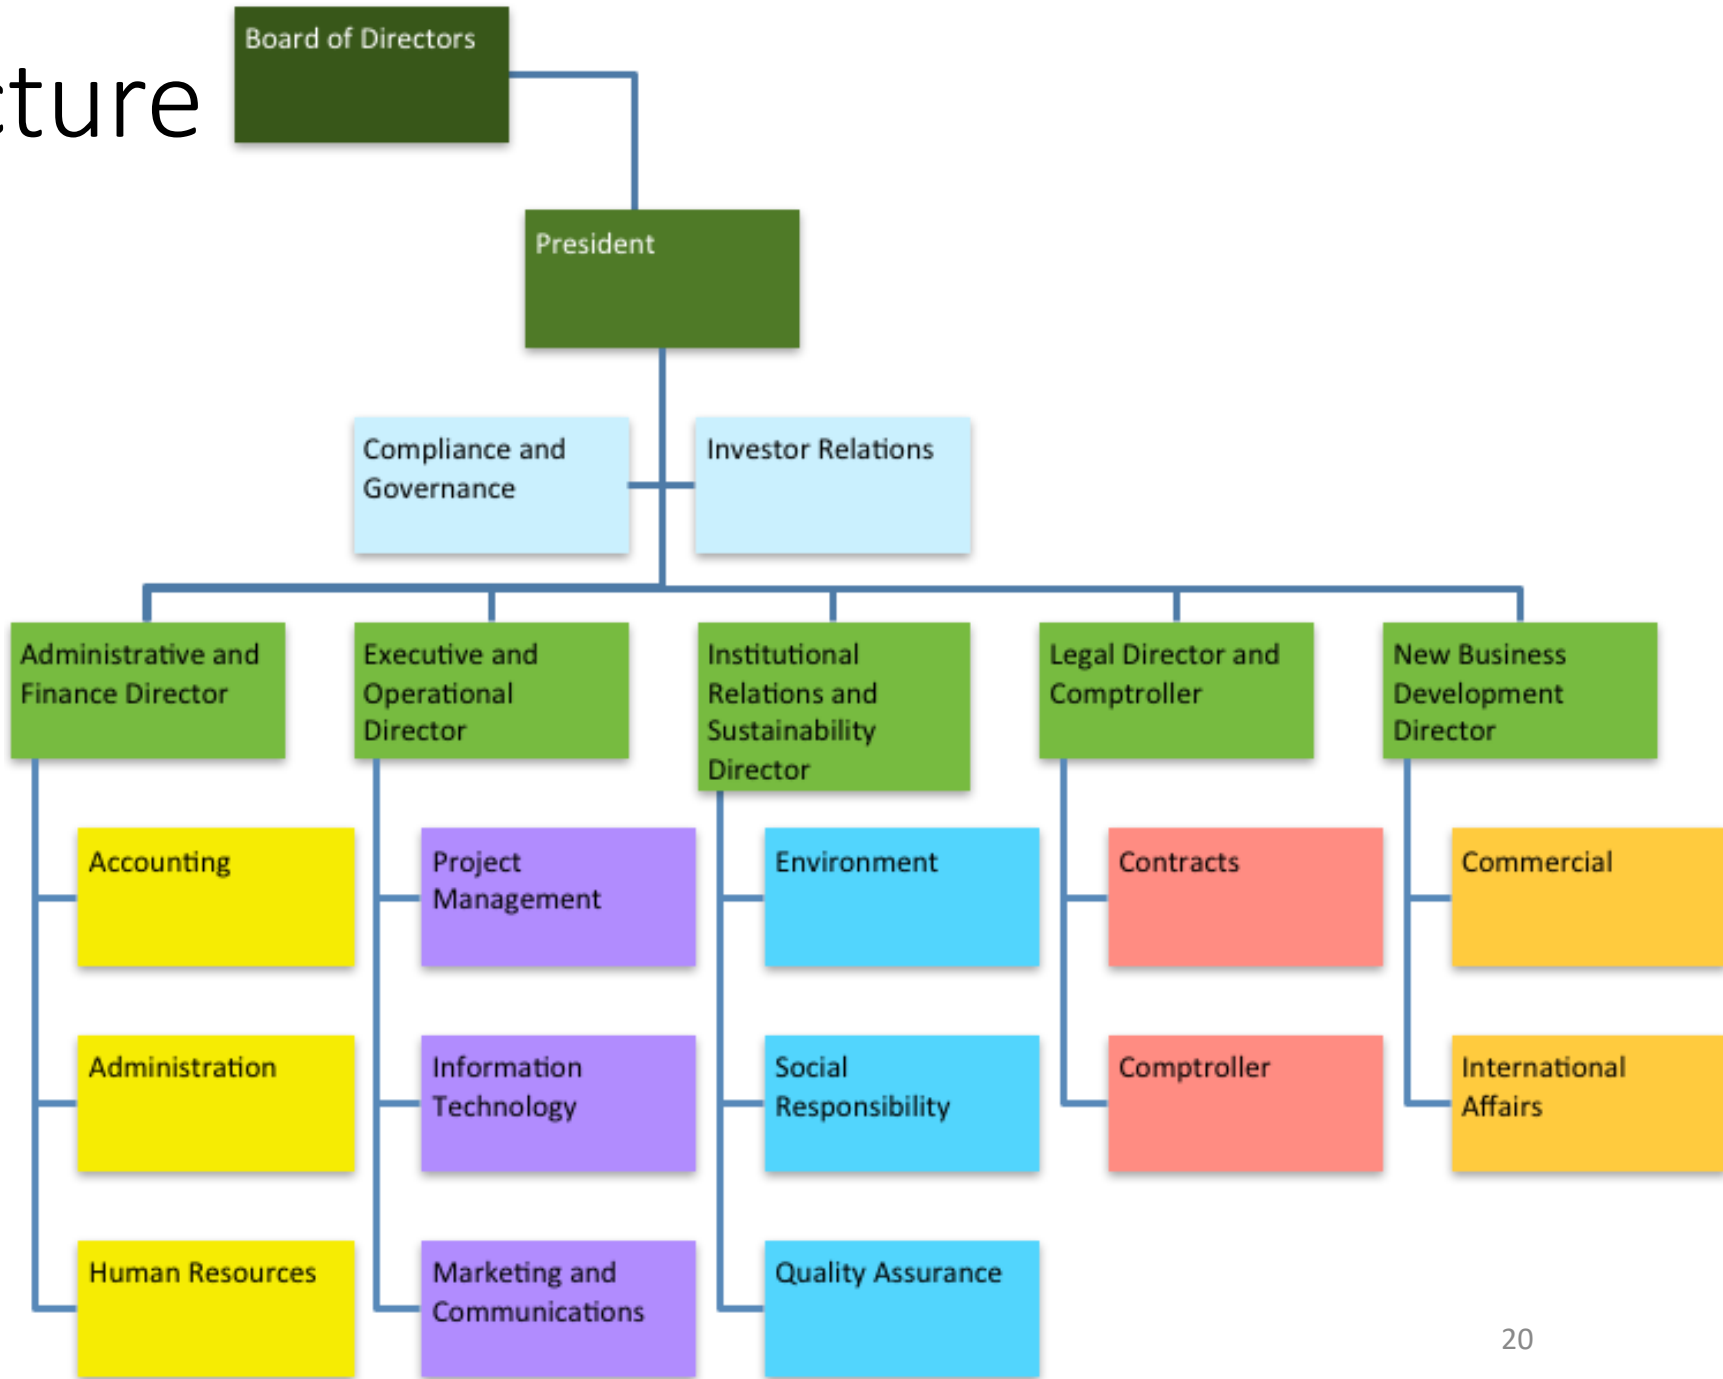 Board of Directors
cture
President
Compliance and
Governance
Investor Relations
Administrative and
Finance Director
Executive and
Operational
Director
Institutional
Relations and
Sustainability
Director
Legal Director and
Comptroller
New Business
Development
Director
Accounting
Project
Management
Environment
Contracts
Commercial
Administration
Information
Technology
Social
Responsibility
Comptroller
International
Affairs
Human Resources
Marketing and
Communications
Quality Assurance
20